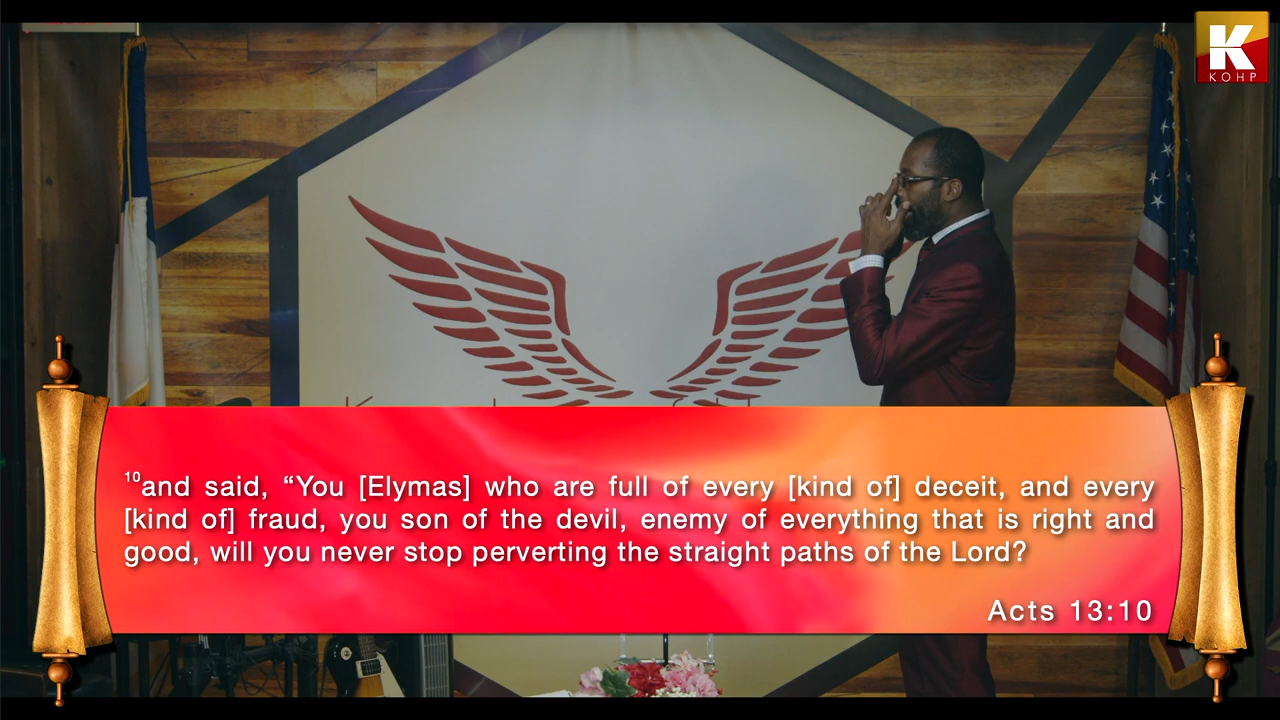 K
KOHP
10and said, “You [Elymas] who are full of every [kind of] deceit, and every
[kind of] fraud, you son of the devil, enemy of everything that is right and
good, will you never stop perverting the straight paths of the Lord?
Acts 13:10